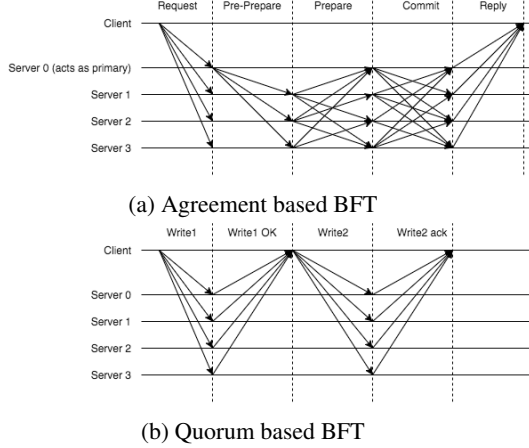 Request Pre-Prepare Prepare Commit Reply
Client
Server 0 (acts as primary)
Server 1
Server 2
Server 3
(a) Agreement based BFT
Write1 Write1 OK Write2 Write2 ack
Client
Server 0
Server 1
Server 2
Server 3
(b) Quorum based BFT